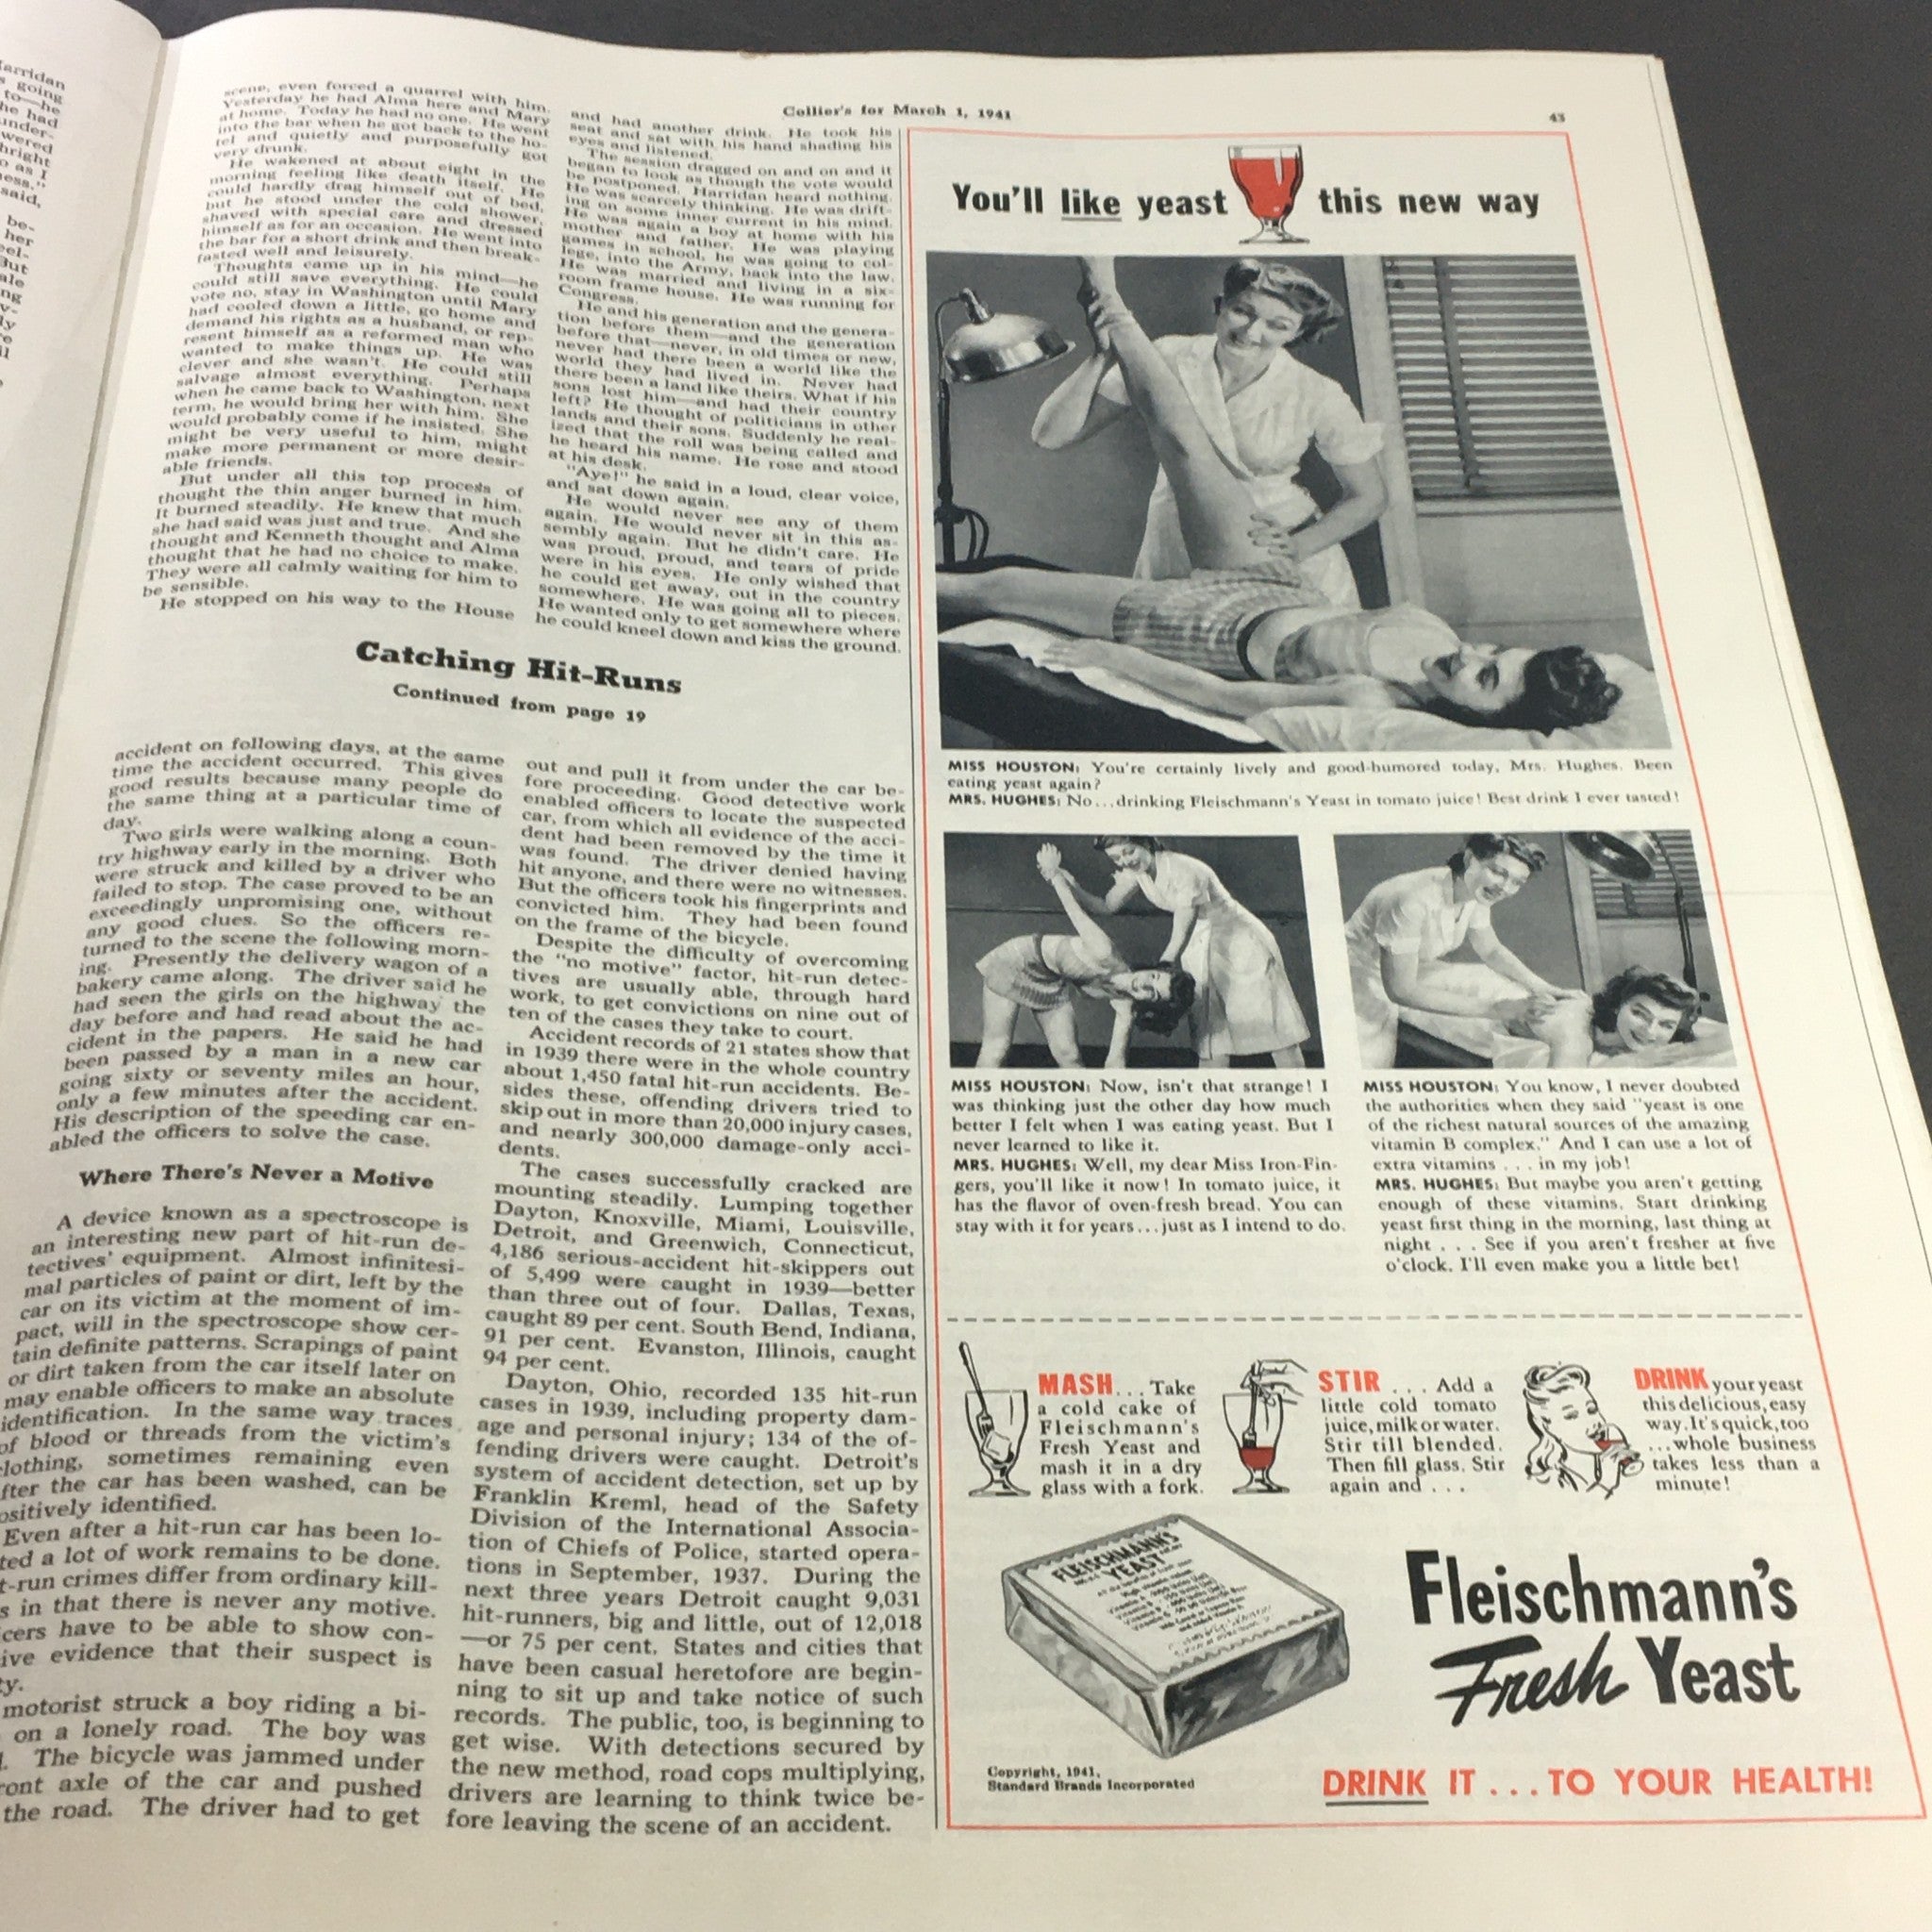 arridan
going
to—he
he had
under-
wered
bright
o as I
ess."
said,
be-
her
eel-
But
ale
ng
Collier's for March 1, 1941
43
scene, even forced a quarrel with him.
Yesterday he had Alma here and Mary
at home. Today he had no one. He went
into the bar when he got back to the ho-
tel and quietly and purposefully got
very drunk.
He wakened at about eight in the
morning feeling like death itself. He
could hardly drag himself out of bed,
but he stood under the cold shower,
shaved with special care and dressed
himself as for an occasion. He went into
the bar for a short drink and then break-
fasted well and leisurely.
Thoughts came up in his mind—he
could still save everything. He could
vote no, stay in Washington until Mary
had cooled down a little, go home and
demand his rights as a husband, or rep-
resent himself as a reformed man who
wanted to make things up. He was
clever and she wasn't. He could still
salvage almost everything. Perhaps
when he came back to Washington, next
term, he would bring her with him. She
would probably come if he insisted. She
might be very useful to him, might
make more permanent or more desir-
able friends.
But under all this top process of
thought the thin anger burned in him.
It burned steadily. He knew that much
she had said was just and true. And she
thought and Kenneth thought and Alma
thought that he had no choice to make.
They were all calmly waiting for him to
be sensible.
He stopped on his way to the House
and had another drink. He took his
seat and sat with his hand shading his
eyes and listened.
The session dragged on and on and it
began to look as though the vote would
be postponed. Harridan heard nothing.
He was scarcely thinking. He was drift-
ing on some inner current in his mind.
He was again a boy at home with his
mother and father. He was playing
games in school, he was going to col-
lege, into the Army, back into the law.
He was married and living in a six-
room frame house. He was running for
Congress.
He and his generation and the genera-
tion before them—and the generation
before that—never, in old times or new,
never had there been a world like the
world they had lived in. Never had
there been a land like theirs. What if his
sons lost him—and had their country
left? He thought of politicians in other
lands and their sons. Suddenly he real-
ized that the roll was being called and
he heard his name. He rose and stood
at his desk.
"Aye!" he said in a loud, clear voice,
and sat down again.
He would never see any of them
again. He would never sit in this as-
sembly again. But he didn't care. He
was proud, proud, and tears of pride
were in his eyes. He only wished that
he could get away, out in the country
somewhere. He was going all to pieces.
He wanted only to get somewhere where
he could kneel down and kiss the ground.
Catching Hit-Runs
Continued from page 19
accident on following days, at the same
time the accident occurred. This gives
good results because many people do
the same thing at a particular time of
day.
Two girls were walking along a coun-
try highway early in the morning. Both
were struck and killed by a driver who
failed to stop. The case proved to be an
exceedingly unpromising one, without
any good clues. So the officers re-
turned to the scene the following morn-
ing. Presently the delivery wagon of a
bakery came along. The driver said he
had seen the girls on the highway the
day before and had read about the ac-
cident in the papers. He said he had
been passed by a man in a new car
going sixty or seventy miles an hour,
only a few minutes after the accident.
His description of the speeding car en-
abled the officers to solve the case.
Where There's Never a Motive
A device known as a spectroscope is
an interesting new part of hit-run de-
tectives' equipment. Almost infinitesi-
mal particles of paint or dirt, left by the
car on its victim at the moment of im-
pact, will in the spectroscope show cer-
tain definite patterns. Scrapings of paint
or dirt taken from the car itself later on
may enable officers to make an absolute
identification. In the same way traces
of blood or threads from the victim's
clothing, sometimes remaining even
fter the car has been washed, can be
ositively identified.
Even after a hit-run car has been lo-
ted a lot of work remains to be done.
t-run crimes differ from ordinary kill-
s in that there is never any motive.
cers have to be able to show con-
ive evidence that their suspect is
ty.
motorist struck a boy riding a bi-
on a lonely road. The boy was
. The bicycle was jammed under
ront axle of the car and pushed
the road. The driver had to get
out and pull it from under the car be-
fore proceeding. Good detective work
enabled officers to locate the suspected
car, from which all evidence of the acci-
dent had been removed by the time it
was found. The driver denied having
hit anyone, and there were no witnesses.
But the officers took his fingerprints and
convicted him. They had been found
on the frame of the bicycle.
Despite the difficulty of overcoming
the "no motive" factor, hit-run detec-
tives are usually able, through hard
work, to get convictions on nine out of
ten of the cases they take to court.
Accident records of 21 states show that
in 1939 there were in the whole country
about 1,450 fatal hit-run accidents. Be-
sides these, offending drivers tried to
skip out in more than 20,000 injury cases,
and nearly 300,000 damage-only acci-
dents.
The cases successfully cracked are
mounting steadily. Lumping together
Dayton, Knoxville, Miami, Louisville,
Detroit, and Greenwich, Connecticut,
4,186 serious-accident hit-skippers out
of 5,499 were caught in 1939—better
than three out of four. Dallas, Texas,
caught 89 per cent. South Bend, Indiana,
91 per cent. Evanston, Illinois, caught
94 per cent.
Dayton, Ohio, recorded 135 hit-run
cases in 1939, including property dam-
age and personal injury; 134 of the of-
fending drivers were caught. Detroit's
system of accident detection, set up by
Franklin Kreml, head of the Safety
Division of the International Associa-
tion of Chiefs of Police, started opera-
tions in September, 1937. During the
next three years Detroit caught 9,031
hit-runners, big and little, out of 12,018
—or 75 per cent. States and cities that
have been casual heretofore are begin-
ning to sit up and take notice of such
records. The public, too, is beginning to
get wise. With detections secured by
the new method, road cops multiplying,
drivers are learning to think twice be-
fore leaving the scene of an accident.
You'll like yeast this new way
MISS HOUSTON: You're certainly lively and good-humored today, Mrs. Hughes. Been
eating yeast again?
MRS. HUGHES: No...drinking Fleischmann's Yeast in tomato juice! Best drink I ever tasted!
MISS HOUSTON: Now, isn't that strange! I
was thinking just the other day how much
better I felt when I was eating yeast. But I
never learned to like it.
MRS. HUGHES: Well, my dear Miss Iron-Fin-
gers, you'll like it now! In tomato juice, it
has the flavor of oven-fresh bread. You can
stay with it for years...just as I intend to do.
MISS HOUSTON: You know, I never doubted
the authorities when they said "yeast is one
of the richest natural sources of the amazing
vitamin B complex." And I can use a lot of
extra vitamins . . . in my job!
MRS. HUGHES: But maybe you aren't getting
enough of these vitamins. Start drinking
yeast first thing in the morning, last thing at
night . . . See if you aren't fresher at five
o'clock. I'll even make you a little bet!
MASH...Take
a cold cake of
Fleischmann's
Fresh Yeast and
mash it in a dry
glass with a fork.
STIR . . . Add a
little cold tomato
juice, milk or water.
Stir till blended.
Then fill glass. Stir
again and . . .
DRINK your yeast
this delicious, easy
way. It's quick, too
...whole business
takes less than a
minute!
FLEISCHMANN'S
YEAST
Fleischmann's
Fresh Yeast
Copyright, 1941,
Standard Brands Incorporated
DRINK IT...TO YOUR HEALTH!